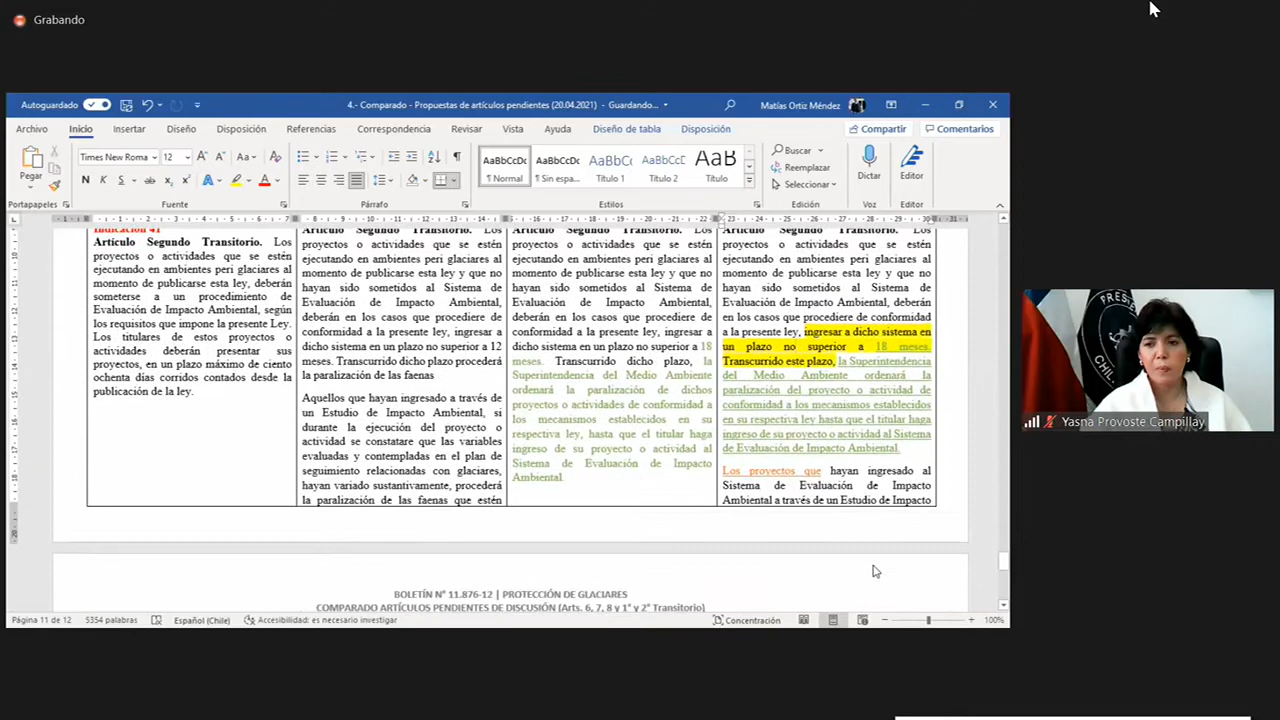 Grabando
Autoguardado
4.- Comparado - Propuestas de artículos pendientes (20.04.2021) - Guardando...
Matías Ortiz Méndez
Archivo Inicio Insertar Diseño Disposición Referencias Correspondencia Revisar Vista Ayuda Diseño de tabla Disposición
Compartir Comentarios
Pegar
Times New Roma 12
N K S ab x₂ x²
Portapapeles Fuente Párrafo Estilos Edición Voz Editor
AaBbCcDc AaBbCcDc AaBbCc AaBbCcC AaB
¶ Normal ¶ Sin espa... Título 1 Título 2 Título
Buscar
Reemplazar
Seleccionar
Dictar
Editor
Indicación 41
Artículo Segundo Transitorio. Los
proyectos o actividades que se estén
ejecutando en ambientes peri glaciares al
momento de publicarse esta ley, deberán
someterse a un procedimiento de
Evaluación de Impacto Ambiental, según
los requisitos que impone la presente Ley.
Los titulares de estos proyectos o
actividades deberán presentar sus
proyectos, en un plazo máximo de ciento
ochenta días corridos contados desde la
publicación de la ley.
Artículo Segundo Transitorio. Los
proyectos o actividades que se estén
ejecutando en ambientes peri glaciares al
momento de publicarse esta ley y que no
hayan sido sometidos al Sistema de
Evaluación de Impacto Ambiental, deberán
en los casos que procediere de
conformidad a la presente ley, ingresar a
dicho sistema en un plazo no superior a 12
meses. Transcurrido dicho plazo procederá
la paralización de las faenas
Aquellos que hayan ingresado a través de
un Estudio de Impacto Ambiental, si
durante la ejecución del proyecto o
actividad se constatare que las variables
evaluadas y contempladas en el plan de
seguimiento relacionadas con glaciares,
hayan variado sustantivamente, procederá
la paralización de las faenas que estén
Artículo Segundo Transitorio. Los
proyectos o actividades que se estén
ejecutando en ambientes peri glaciares al
momento de publicarse esta ley y que no
hayan sido sometidos al Sistema de
Evaluación de Impacto Ambiental, deberán
en los casos que procediere de
conformidad a la presente ley, ingresar a
dicho sistema en un plazo no superior a 18
meses. Transcurrido dicho plazo, la
Superintendencia del Medio Ambiente
ordenará la paralización de dichos
proyectos o actividades de conformidad a
los mecanismos establecidos en su
respectiva ley, hasta que el titular haga
ingreso de su proyecto o actividad al
Sistema de Evaluación de Impacto
Ambiental.
Artículo Segundo Transitorio. Los
proyectos o actividades que se estén
ejecutando en ambientes peri glaciares al
momento de publicarse esta ley y que no
hayan sido sometidos al Sistema de
Evaluación de Impacto Ambiental, deberán
en los casos que procediere de conformidad
a la presente ley, ingresar a dicho sistema en
un plazo no superior a 18 meses.
Transcurrido este plazo, la Superintendencia
del Medio Ambiente ordenará la
paralización del proyecto o actividad de
conformidad a los mecanismos establecidos
en su respectiva ley hasta que el titular haga
ingreso de su proyecto o actividad al Sistema
de Evaluación de Impacto Ambiental.
Los proyectos que hayan ingresado al
Sistema de Evaluación de Impacto
Ambiental a través de un Estudio de Impacto
BOLETÍN N° 11.876-12 | PROTECCIÓN DE GLACIARES
COMPARADO ARTÍCULOS PENDIENTES DE DISCUSIÓN (Arts. 6, 7, 8 y 1° y 2° Transitorio)
Página 11 de 12 5354 palabras Español (Chile) Accesibilidad: es necesario investigar Concentración 100%
Yasna Provoste Campillay